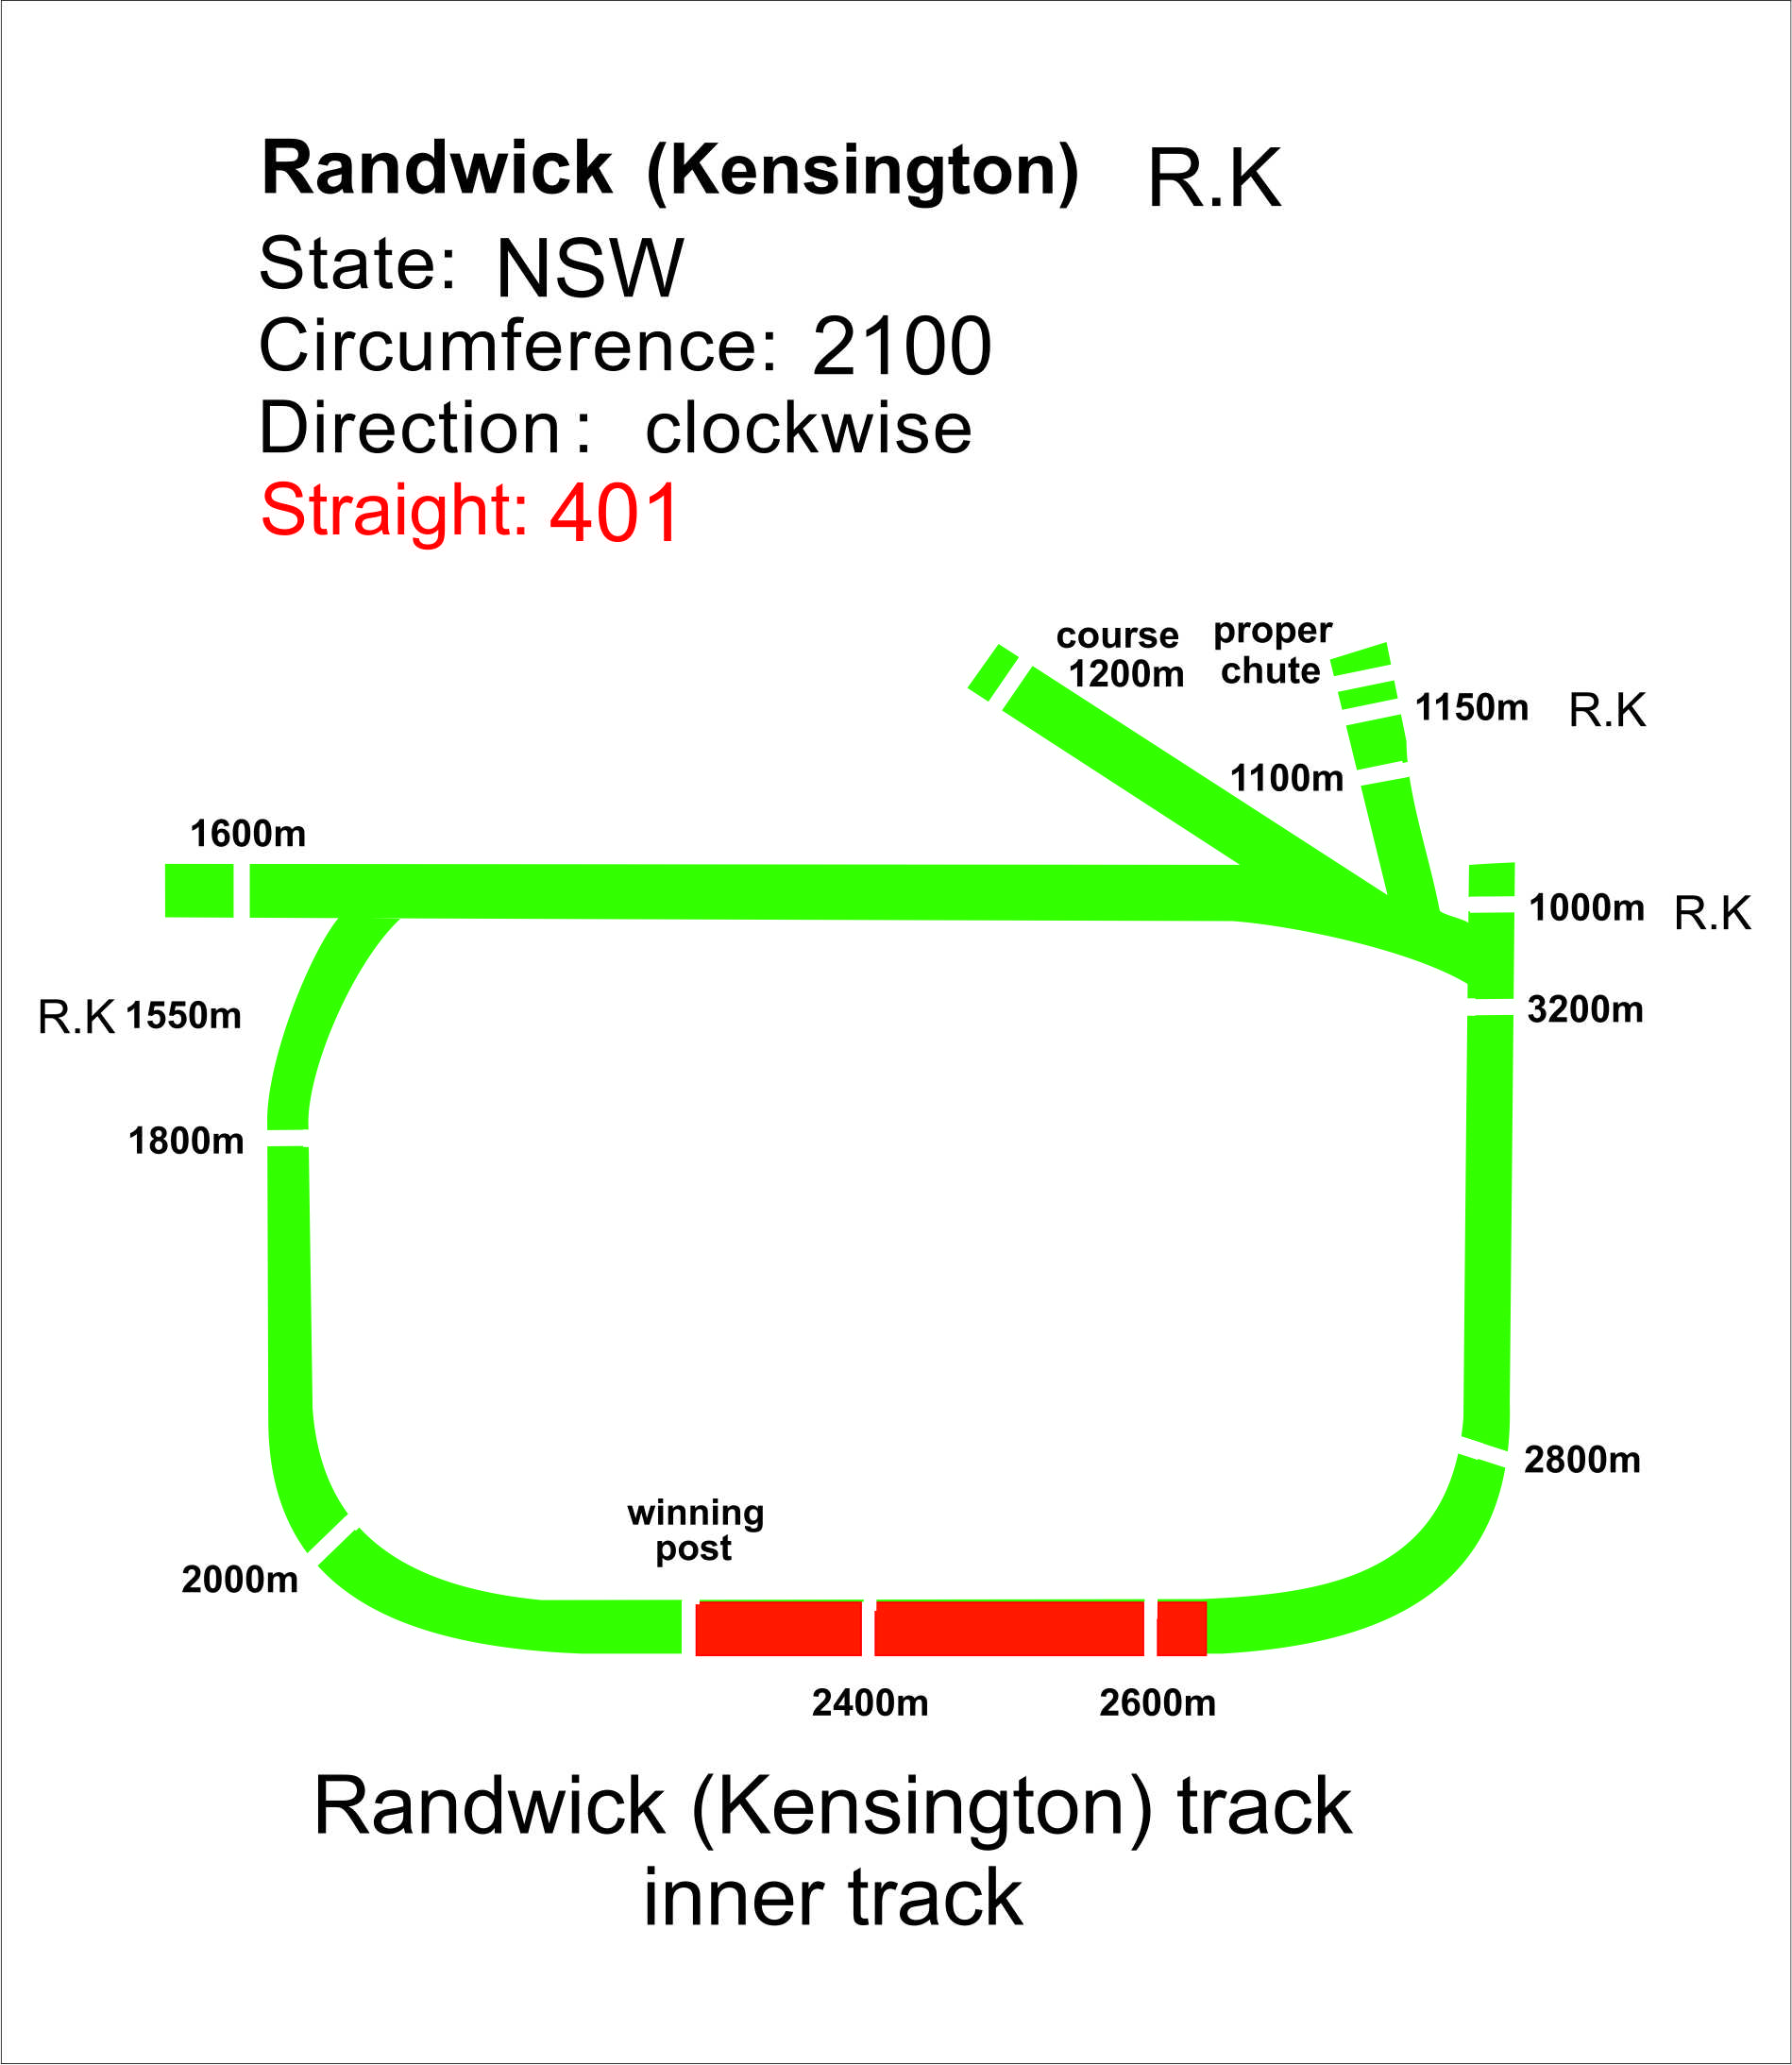 Randwick (Kensington) R.K
State: NSW
Circumference: 2100
Direction : clockwise
Straight: 401
course proper
1200m chute
1150m R.K
1100m
1600m
1000m R.K
R.K 1550m
3200m
1800m
2800m
winning
post
2000m
2400m 2600m
Randwick (Kensington) track
inner track